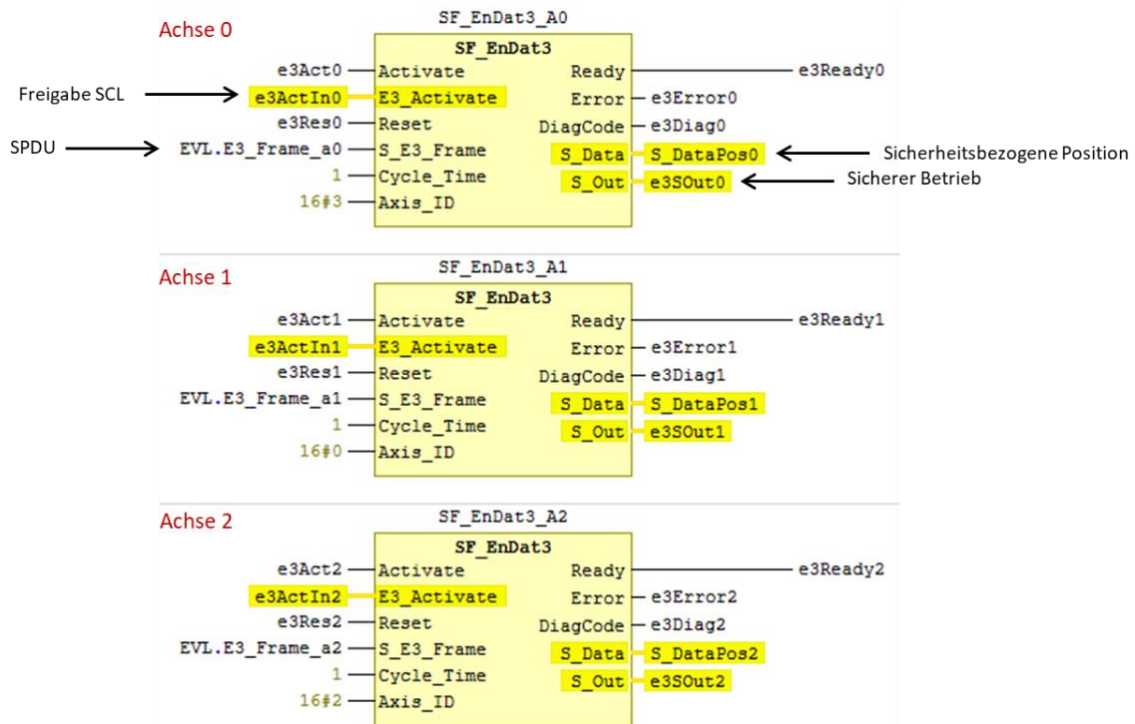 SF_EnDat3_A0
Achse 0
SF_EnDat3
e3Act0 Activate Ready e3Ready0
Freigabe SCL e3ActIn0 E3_Activate Error e3Error0
e3Res0 Reset DiagCode e3Diag0
SPDU EVL.E3_Frame_a0 S_E3_Frame S_Data S_DataPos0 Sicherheitsbezogene Position
1 Cycle_Time S_Out e3SOut0 Sicherer Betrieb
16#3 Axis_ID
SF_EnDat3_A1
Achse 1
SF_EnDat3
e3Act1 Activate Ready e3Ready1
e3ActIn1 E3_Activate Error e3Error1
e3Res1 Reset DiagCode e3Diag1
EVL.E3_Frame_a1 S_E3_Frame S_Data S_DataPos1
1 Cycle_Time S_Out e3SOut1
16#0 Axis_ID
SF_EnDat3_A2
Achse 2
SF_EnDat3
e3Act2 Activate Ready e3Ready2
e3ActIn2 E3_Activate Error e3Error2
e3Res2 Reset DiagCode e3Diag2
EVL.E3_Frame_a2 S_E3_Frame S_Data S_DataPos2
1 Cycle_Time S_Out e3SOut2
16#2 Axis_ID